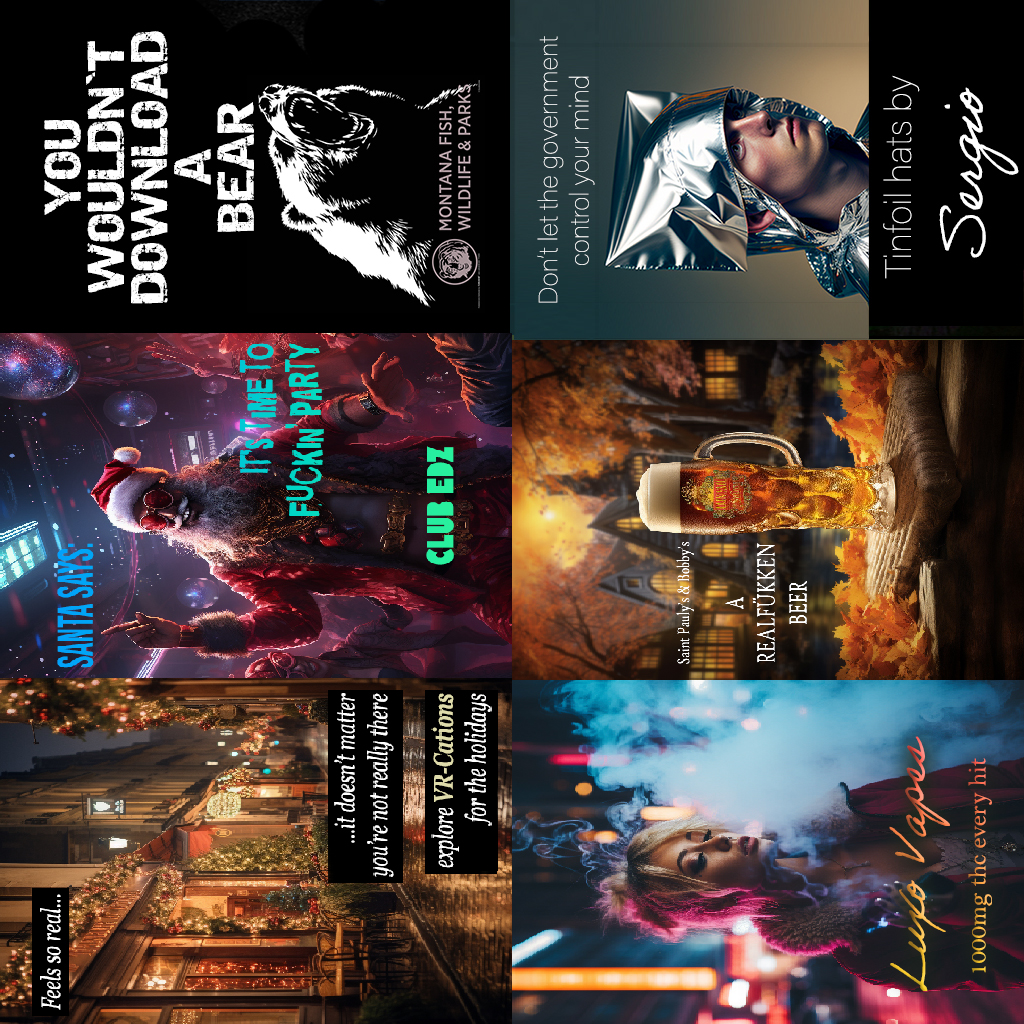 Feels so real...
...it doesn't matter
you're not really there
explore VR-Cations
for the holidays
SANTA SAYS:
IT'S TIME TO
FUCKIN' PARTY
CLUB EDZ
YOU
WOULDN`T
DOWNLOAD
A
BEAR
MONTANA FISH,
WILDLIFE & PARKS
Luxo Vapes
1000mg thc every hit
Saint Pauly's & Bobby's
A
REALFÜKKEN
BEER
Don't let the government
control your mind
Tinfoil hats by
Sergio